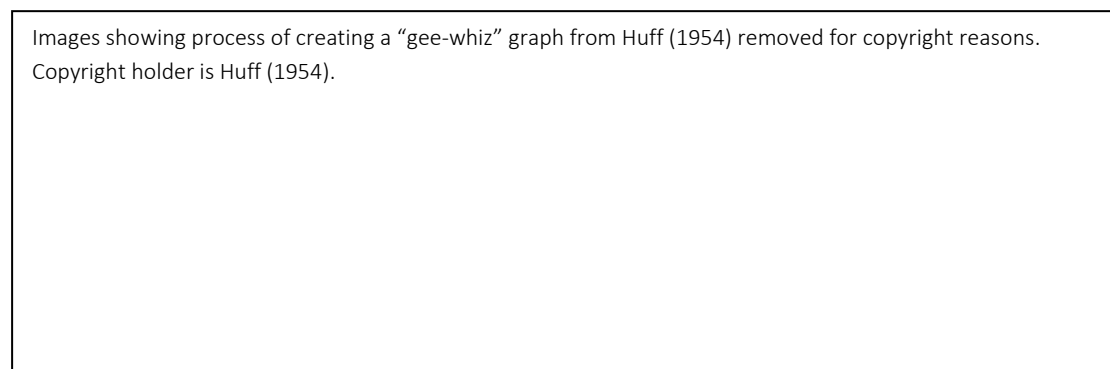 Images showing process of creating a “gee-whiz” graph from Huff (1954) removed for copyright reasons.
Copyright holder is Huff (1954).